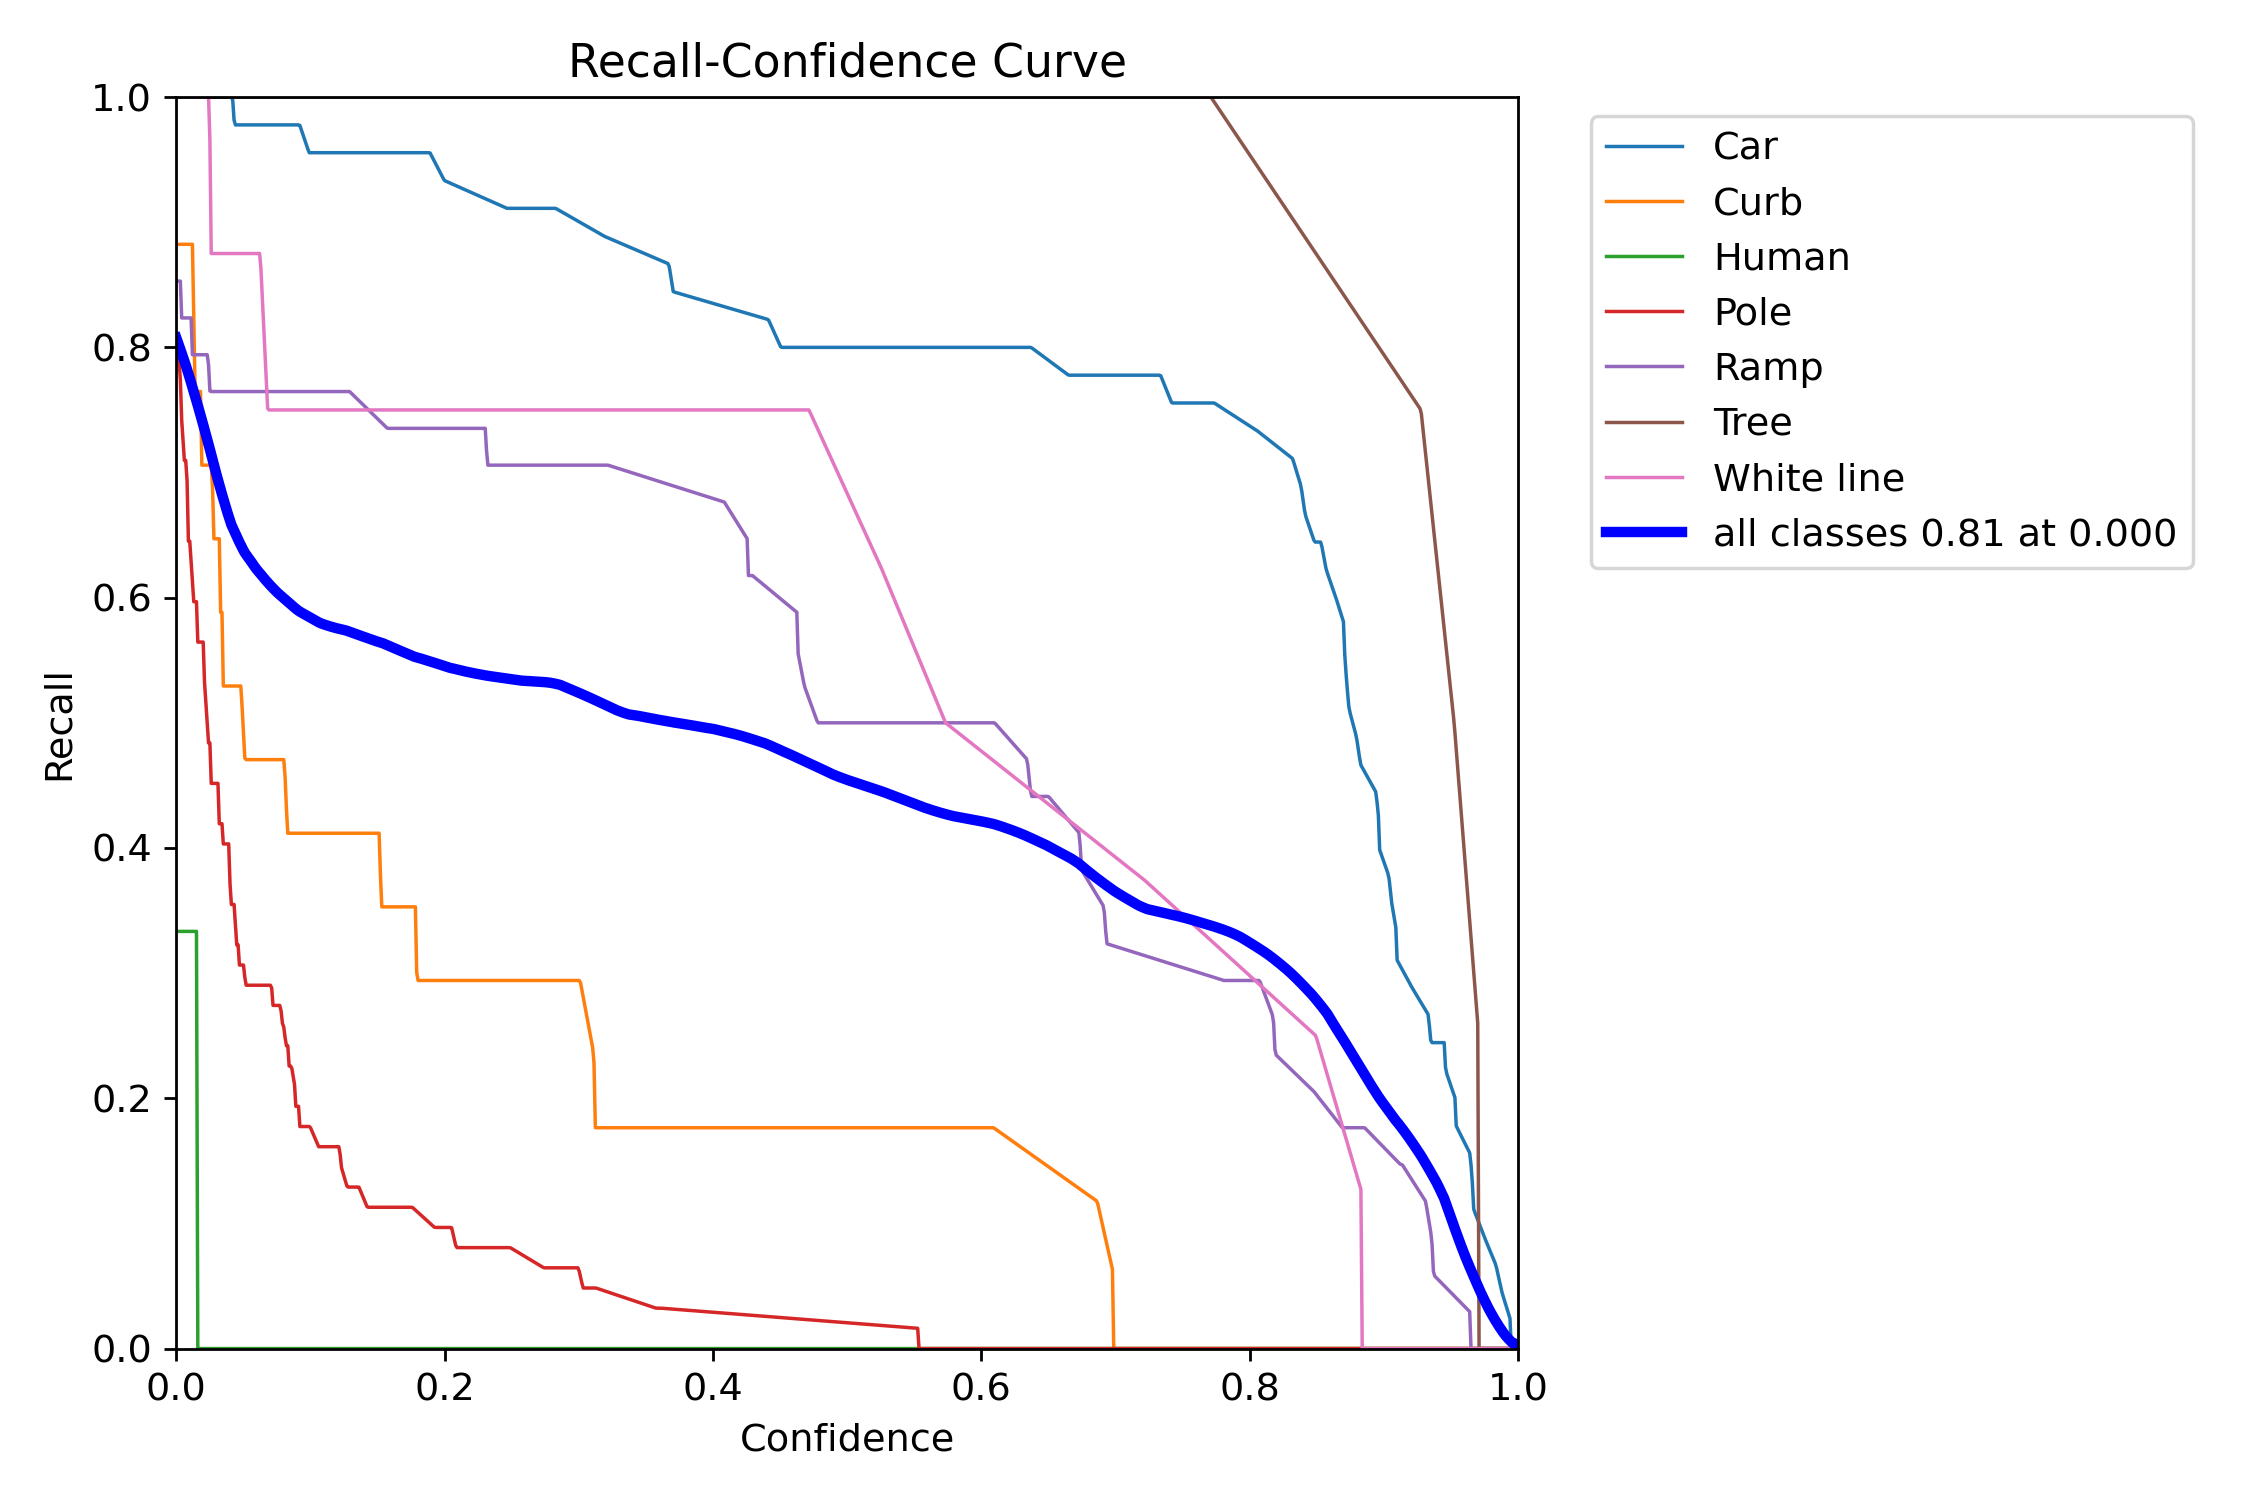 Recall-Confidence Curve
1.0
0.8
0.6
0.4
0.2
0.0
Recall
0.0 0.2 0.4 0.6 0.8 1.0
Confidence
Car
Curb
Human
Pole
Ramp
Tree
White line
all classes 0.81 at 0.000